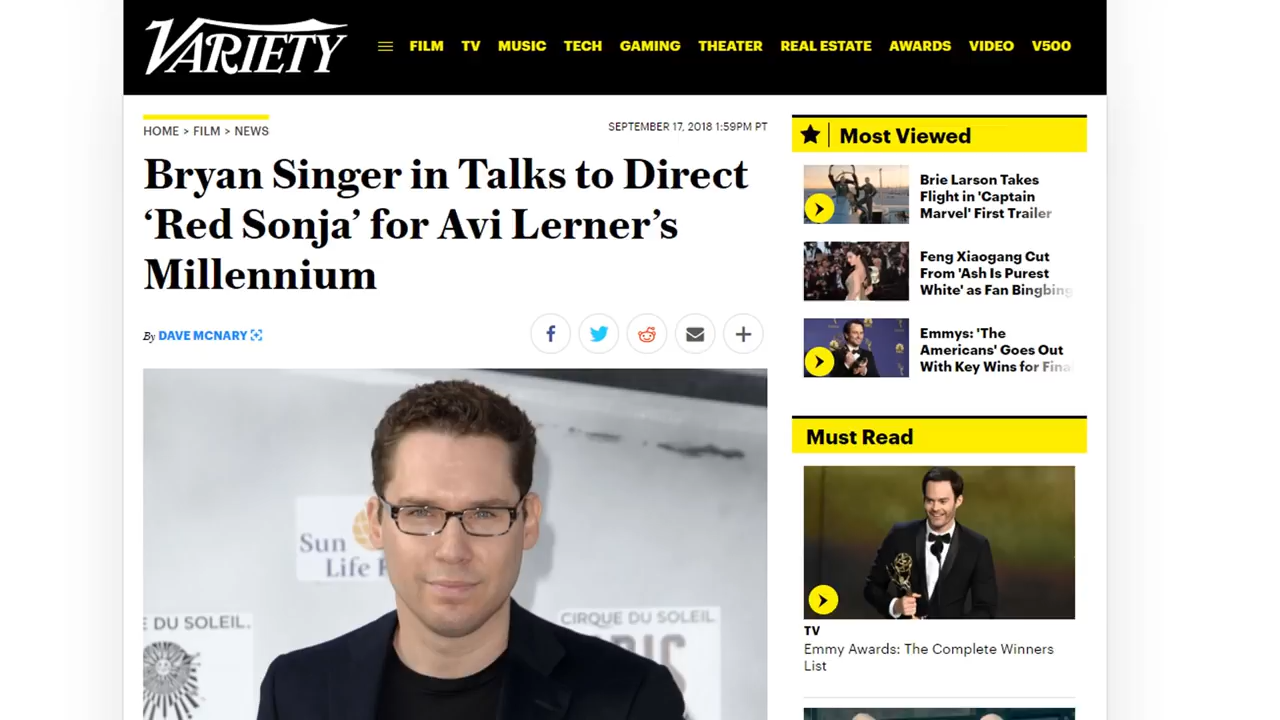 VARIETY
FILM TV MUSIC TECH GAMING THEATER REAL ESTATE AWARDS VIDEO V500
HOME > FILM > NEWS
SEPTEMBER 17, 2018 1:59PM PT
Bryan Singer in Talks to Direct
‘Red Sonja’ for Avi Lerner’s
Millennium
By DAVE MCNARY
Sun
Life
E DU SOLEIL.
CIRQUE DU SOLEIL
Most Viewed
Brie Larson Takes
Flight in 'Captain
Marvel' First Trailer
Feng Xiaogang Cut
From 'Ash Is Purest
White' as Fan Bingbing
Emmys: 'The
Americans' Goes Out
With Key Wins for Fina
Must Read
TV
Emmy Awards: The Complete Winners
List